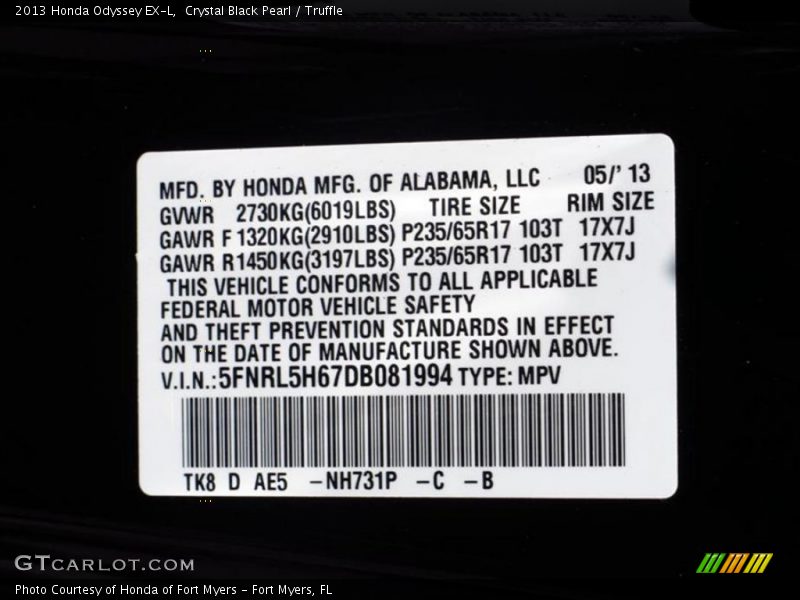 2013 Honda Odyssey EX-L,  Crystal Black Pearl / Truffle
MFD. BY HONDA MFG. OF ALABAMA, LLC 05/' 13
GVWR 2730KG(6019LBS) TIRE SIZE RIM SIZE
GAWR F 1320KG(2910LBS) P235/65R17 103T 17X7J
GAWR R1450KG(3197LBS) P235/65R17 103T 17X7J
THIS VEHICLE CONFORMS TO ALL APPLICABLE
FEDERAL MOTOR VEHICLE SAFETY
AND THEFT PREVENTION STANDARDS IN EFFECT
ON THE DATE OF MANUFACTURE SHOWN ABOVE.
V.I.N.:5FNRL5H67DB081994 TYPE: MPV
TK8 D AE5 -NH731P -C -B
GTCARLOT.COM
Photo Courtesy of Honda of Fort Myers - Fort Myers, FL